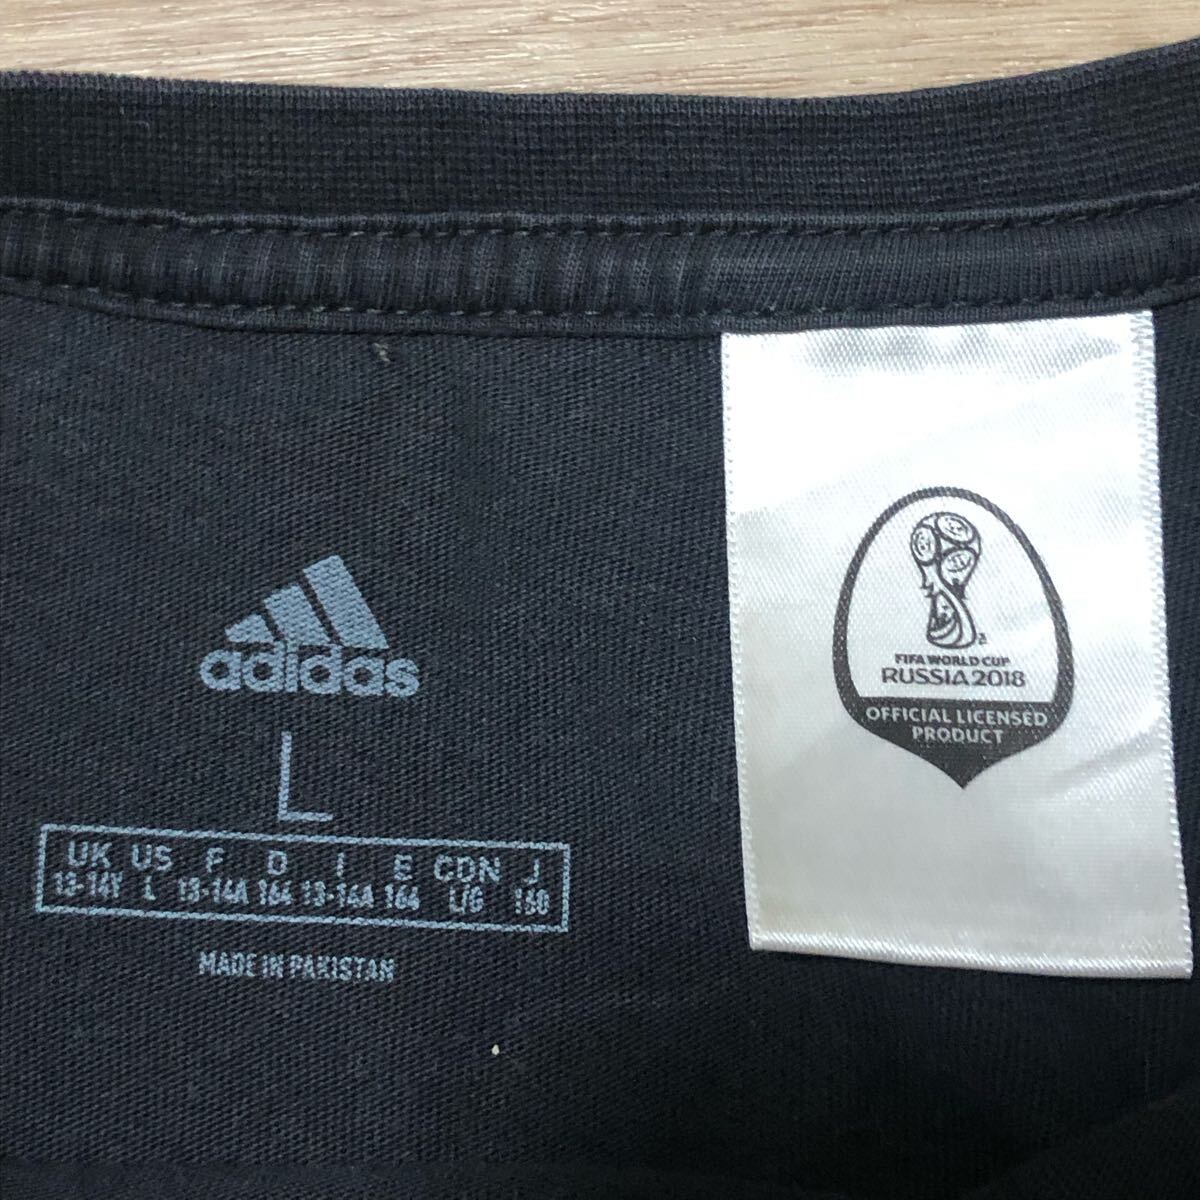 adidas
L
UK US F D I E CDN J
13-14Y L 13-14A 164 13-14A 164 L/G 160
MADE IN PAKISTAN
FIFA WORLD CUP
RUSSIA 2018
OFFICIAL LICENSED
PRODUCT